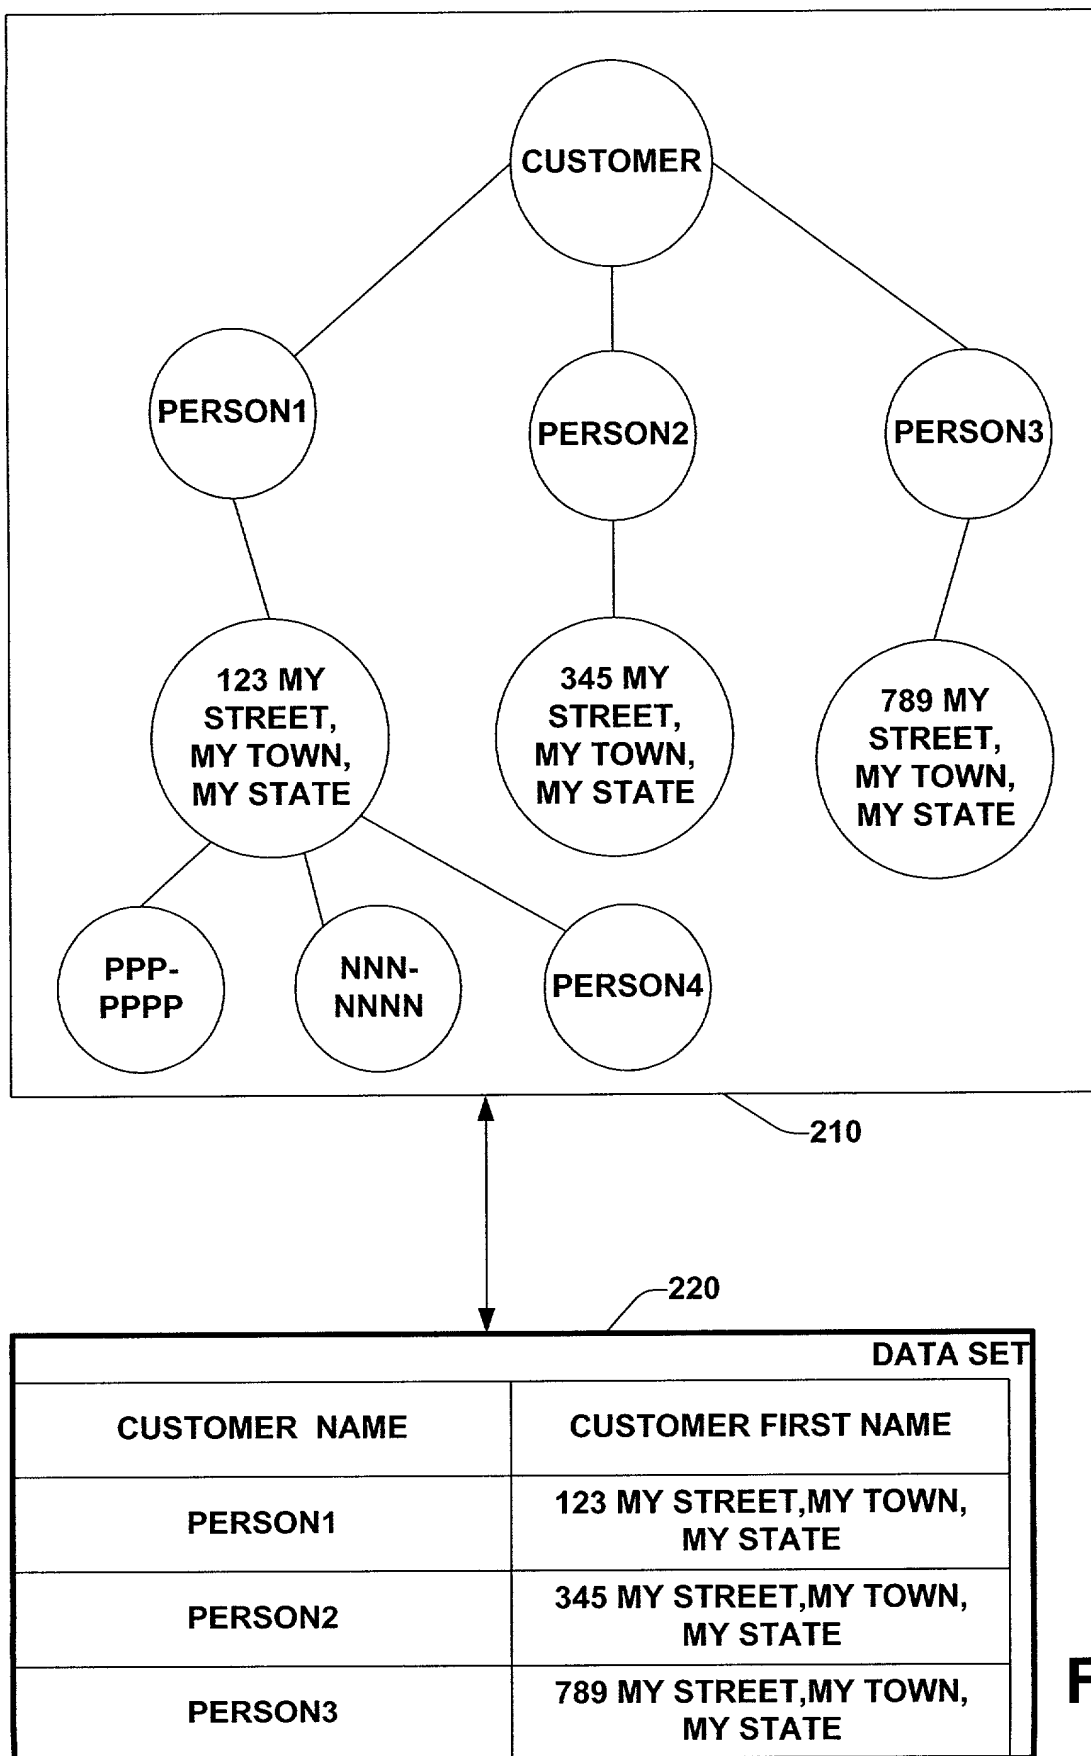 CUSTOMER
PERSON1
PERSON2
PERSON3
123 MY
STREET,
MY TOWN,
MY STATE
345 MY
STREET,
MY TOWN,
MY STATE
789 MY
STREET,
MY TOWN,
MY STATE
PPP-
PPPP
NNN-
NNNN
PERSON4
210
220
DATA SET
CUSTOMER NAME
CUSTOMER FIRST NAME
PERSON1
123 MY STREET,MY TOWN,
MY STATE
PERSON2
345 MY STREET,MY TOWN,
MY STATE
PERSON3
789 MY STREET,MY TOWN,
MY STATE